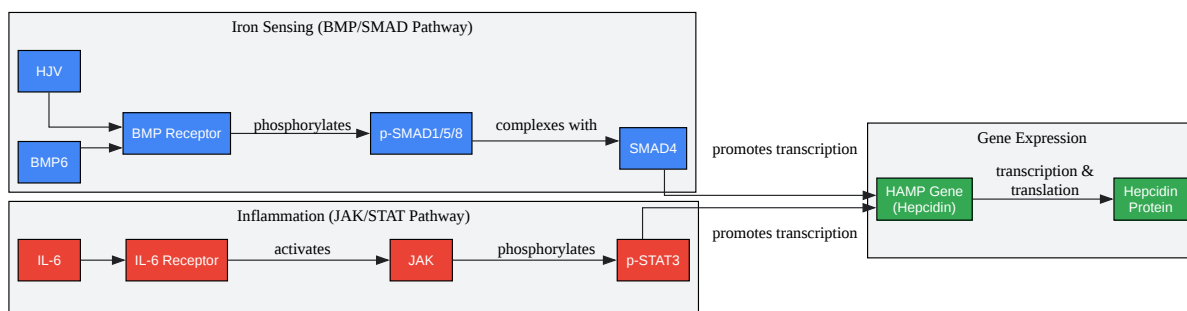 Iron Sensing (BMP/SMAD Pathway)
HJV
BMP6
BMP Receptor
phosphorylates
p-SMAD1/5/8
complexes with
SMAD4
promotes transcription
Inflammation (JAK/STAT Pathway)
IL-6
IL-6 Receptor
activates
JAK
phosphorylates
p-STAT3
promotes transcription
Gene Expression
HAMP Gene
(Hepcidin)
transcription &
translation
Hepcidin
Protein